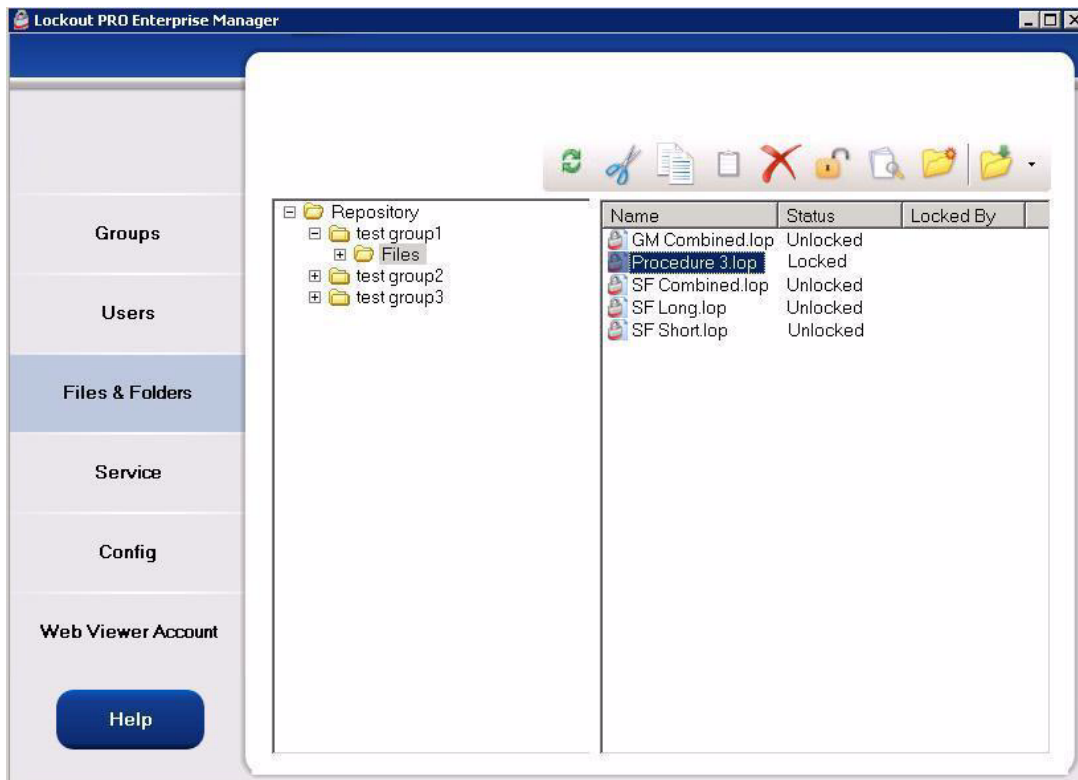 Lockout PRO Enterprise Manager
Groups
Users
Files & Folders
Service
Config
Web Viewer Account
Help
Repository
test group1
Files
test group2
test group3
Name Status Locked By
GM Combined.lop Unlocked
Procedure 3.lop Locked
SF Combined.lop Unlocked
SF Long.lop Unlocked
SF Short.lop Unlocked